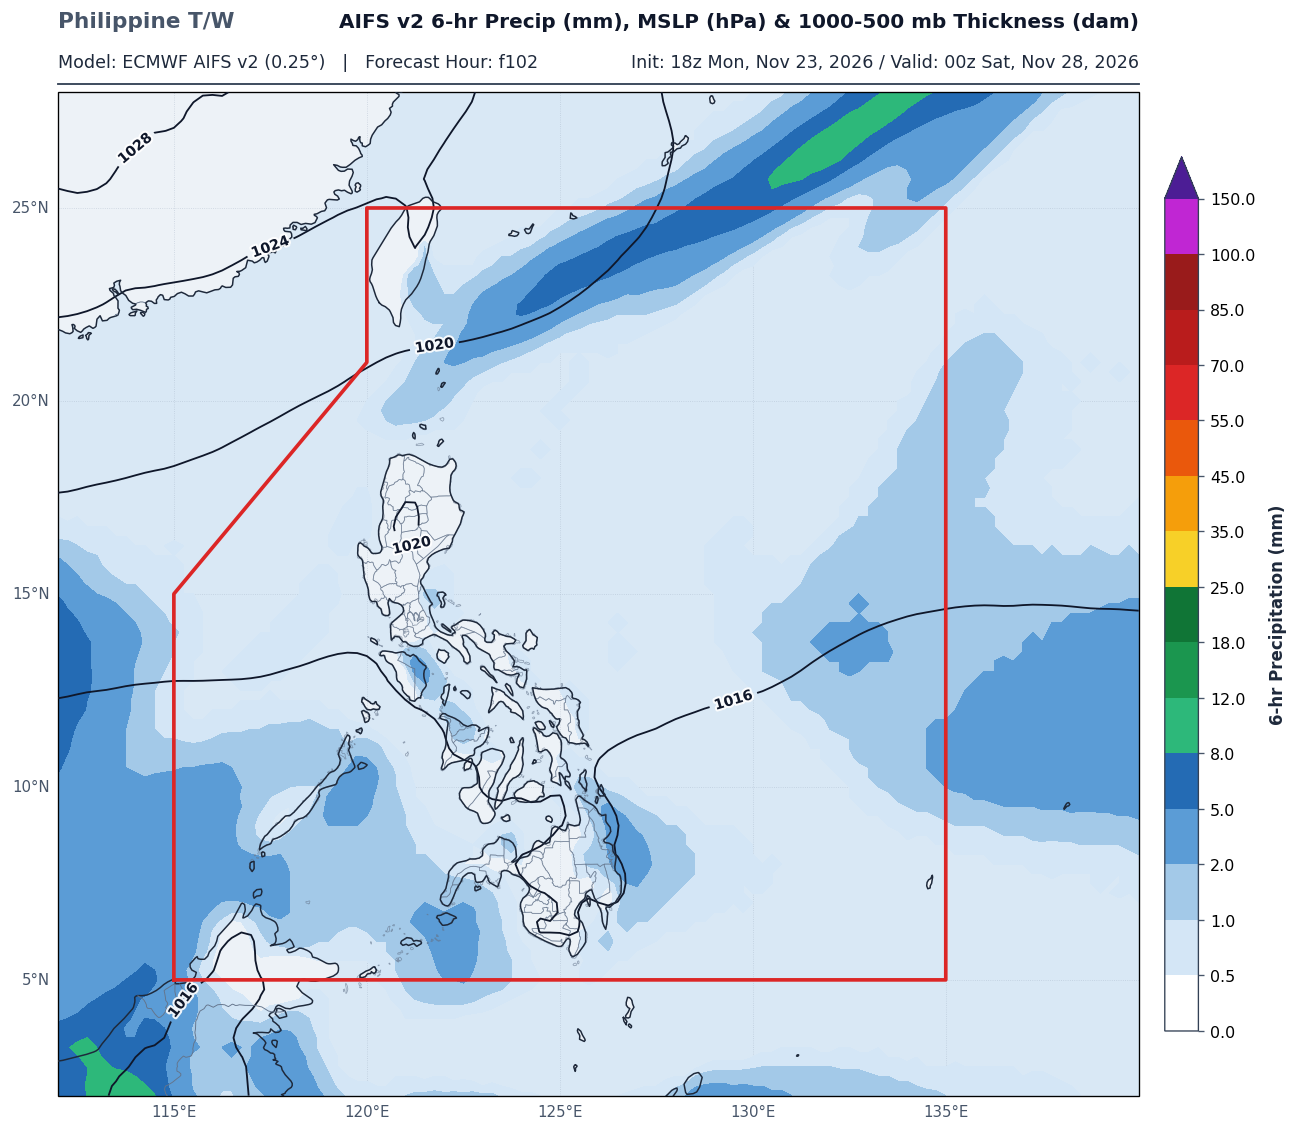 Philippine T/W
AIFS v2 6-hr Precip (mm), MSLP (hPa) & 1000-500 mb Thickness (dam)
Model: ECMWF AIFS v2 (0.25°)   |   Forecast Hour: f102
Init: 18z Mon, Nov 23, 2026 / Valid: 00z Sat, Nov 28, 2026
1028
1024
1020
1020
1016
1016
25°N
20°N
15°N
10°N
5°N
115°E
120°E
125°E
130°E
135°E
150.0
100.0
85.0
70.0
55.0
45.0
35.0
25.0
18.0
12.0
8.0
5.0
2.0
1.0
0.5
0.0
6-hr Precipitation (mm)